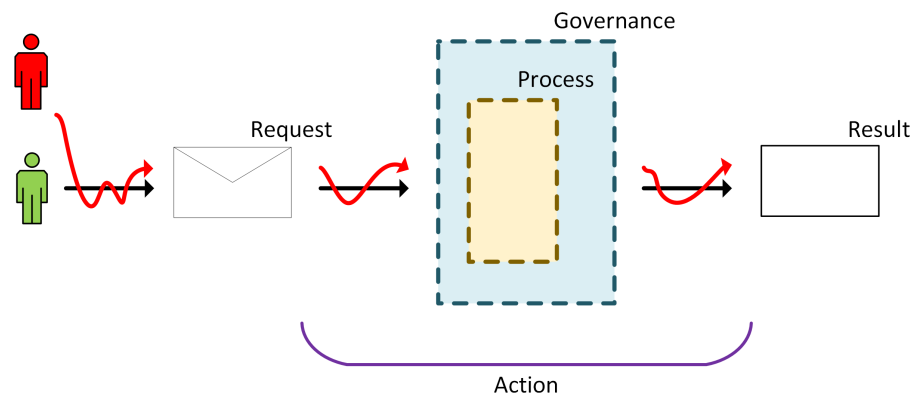 Governance
Process
Request
Result
Action